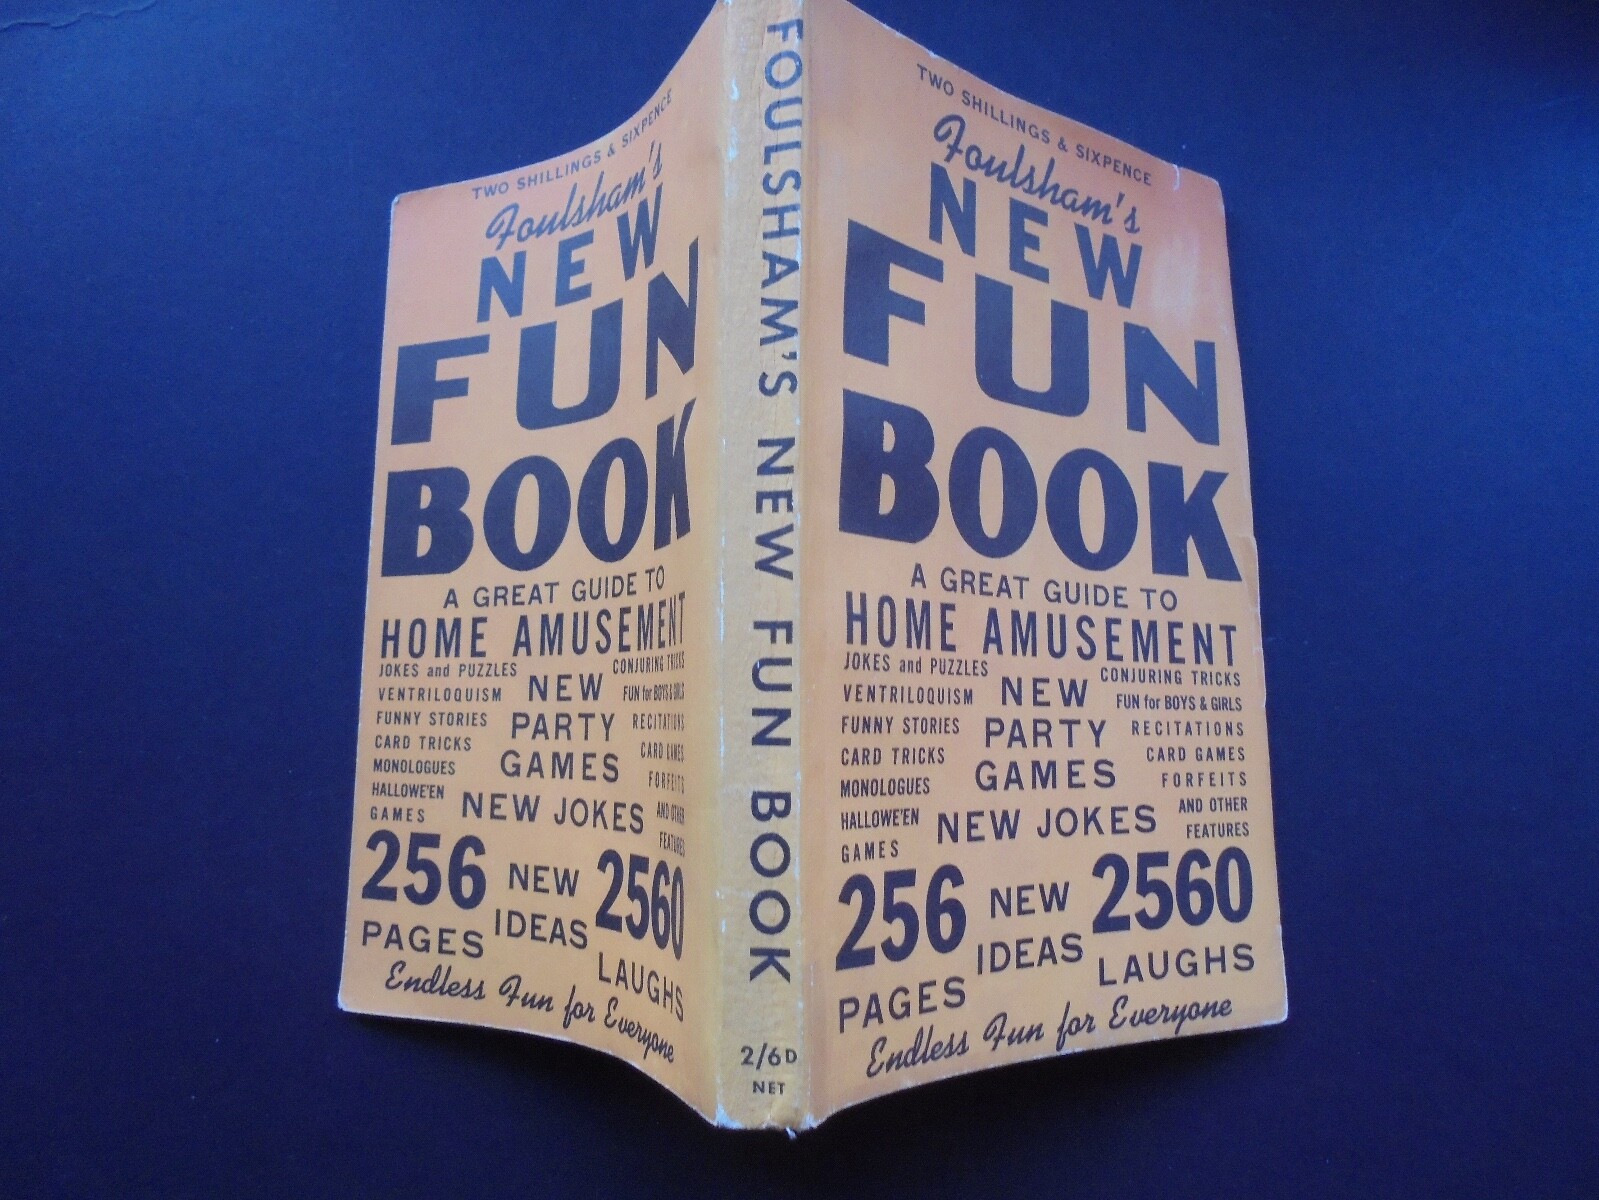 TWO SHILLINGS & SIXPENCE
Foulsham's
NEW
FUN
BOOK
A GREAT GUIDE TO
HOME AMUSEMENT
JOKES and PUZZLES
VENTRILOQUISM
FUNNY STORIES
CARD TRICKS
MONOLOGUES
HALLOWE'EN
GAMES
NEW
PARTY
GAMES
NEW JOKES
CONJURING TRICKS
FUN for BOYS & GIRLS
RECITATIONS
CARD GAMES
FORFEITS
AND OTHER
FEATURES
256
PAGES
NEW
IDEAS
2560
LAUGHS
Endless Fun for Everyone
FOULSHAM'S NEW FUN BOOK
2/6D
NET
TWO SHILLINGS & SIXPENCE
Foulsham's
NEW
FUN
BOOK
A GREAT GUIDE TO
HOME AMUSEMENT
JOKES and PUZZLES
VENTRILOQUISM
FUNNY STORIES
CARD TRICKS
MONOLOGUES
HALLOWE'EN
GAMES
NEW
PARTY
GAMES
NEW JOKES
CONJURING TRICKS
FUN for BOYS & GIRLS
RECITATIONS
CARD GAMES
FORFEITS
AND OTHER
FEATURES
256
PAGES
NEW
IDEAS
2560
LAUGHS
Endless Fun for Everyone